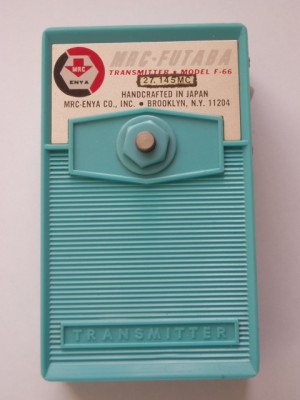 MRC
ENYA
MRC-FUTABA
TRANSMITTER • MODEL F-66
27.145MC
HANDCRAFTED IN JAPAN
MRC-ENYA CO., INC. • BROOKLYN, N.Y. 11204
TRANSMITTER